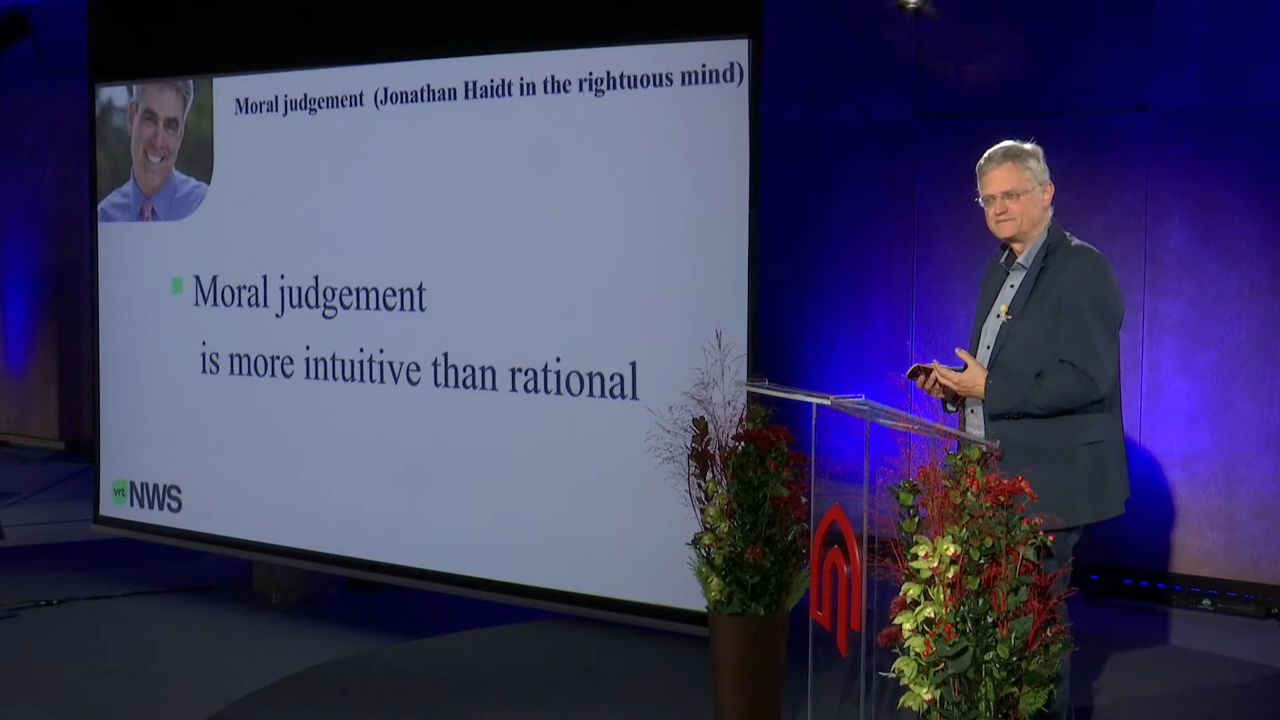 Moral judgement (Jonathan Haidt in the rightuous mind)
Moral judgement
is more intuitive than rational
vrt NWS